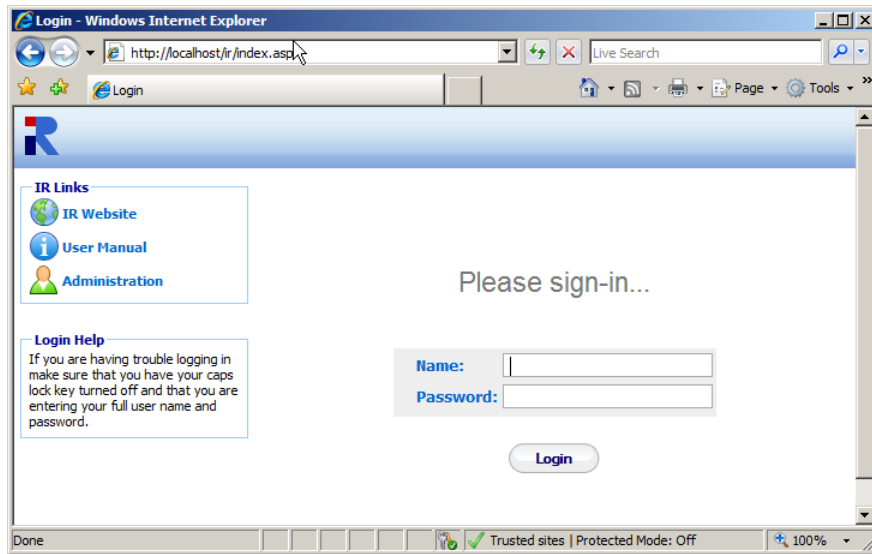 Login - Windows Internet Explorer
http://localhost/ir/index.asp
Live Search
Login
Page
Tools
»
iR
IR Links
IR Website
User Manual
Administration
Please sign-in...
Login Help
If you are having trouble logging in
make sure that you have your caps
lock key turned off and that you are
entering your full user name and
password.
Name:
Password:
Login
Done
Trusted sites | Protected Mode: Off
100%